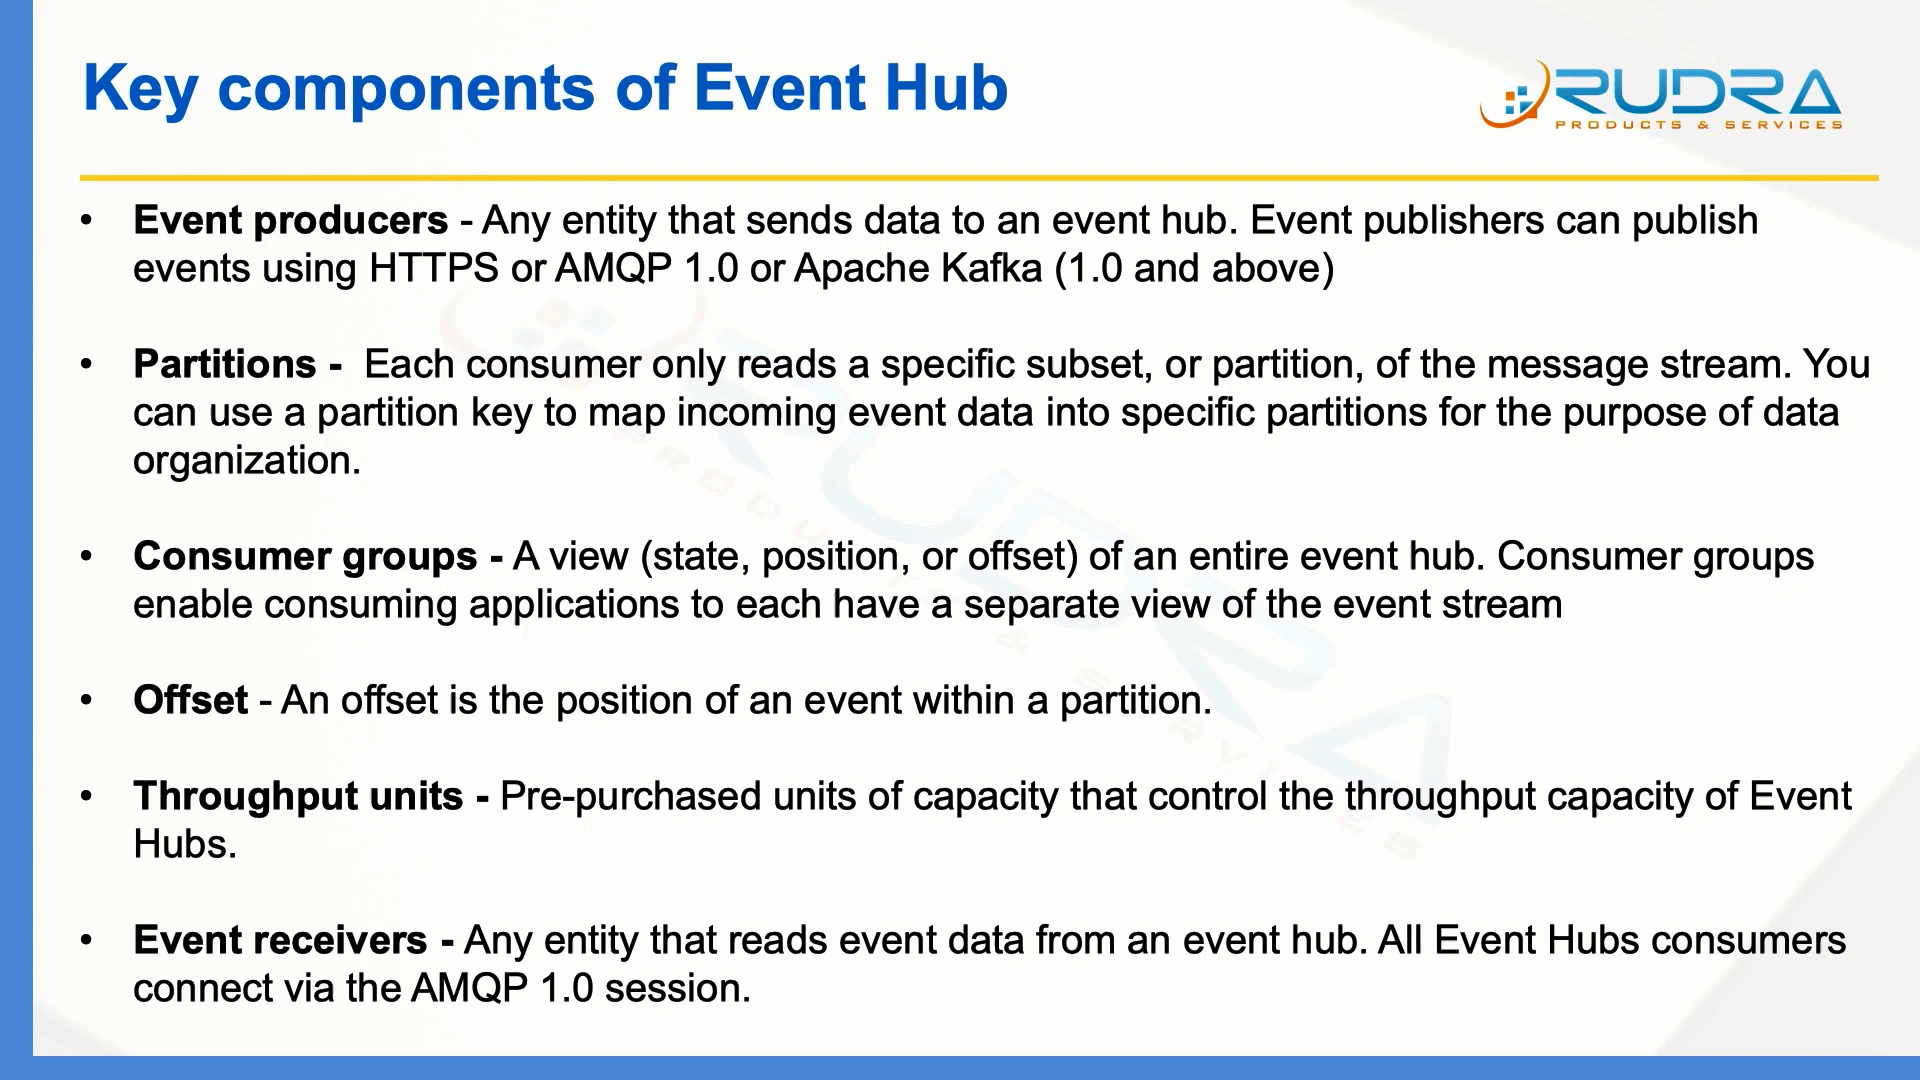 Key components of Event Hub
RUDRA
PRODUCTS & SERVICES
• Event producers - Any entity that sends data to an event hub. Event publishers can publish
events using HTTPS or AMQP 1.0 or Apache Kafka (1.0 and above)
• Partitions -  Each consumer only reads a specific subset, or partition, of the message stream. You
can use a partition key to map incoming event data into specific partitions for the purpose of data
organization.
• Consumer groups - A view (state, position, or offset) of an entire event hub. Consumer groups
enable consuming applications to each have a separate view of the event stream
• Offset - An offset is the position of an event within a partition.
• Throughput units - Pre-purchased units of capacity that control the throughput capacity of Event
Hubs.
• Event receivers - Any entity that reads event data from an event hub. All Event Hubs consumers
connect via the AMQP 1.0 session.
RUDRA
PRODUCTS & SERVICES